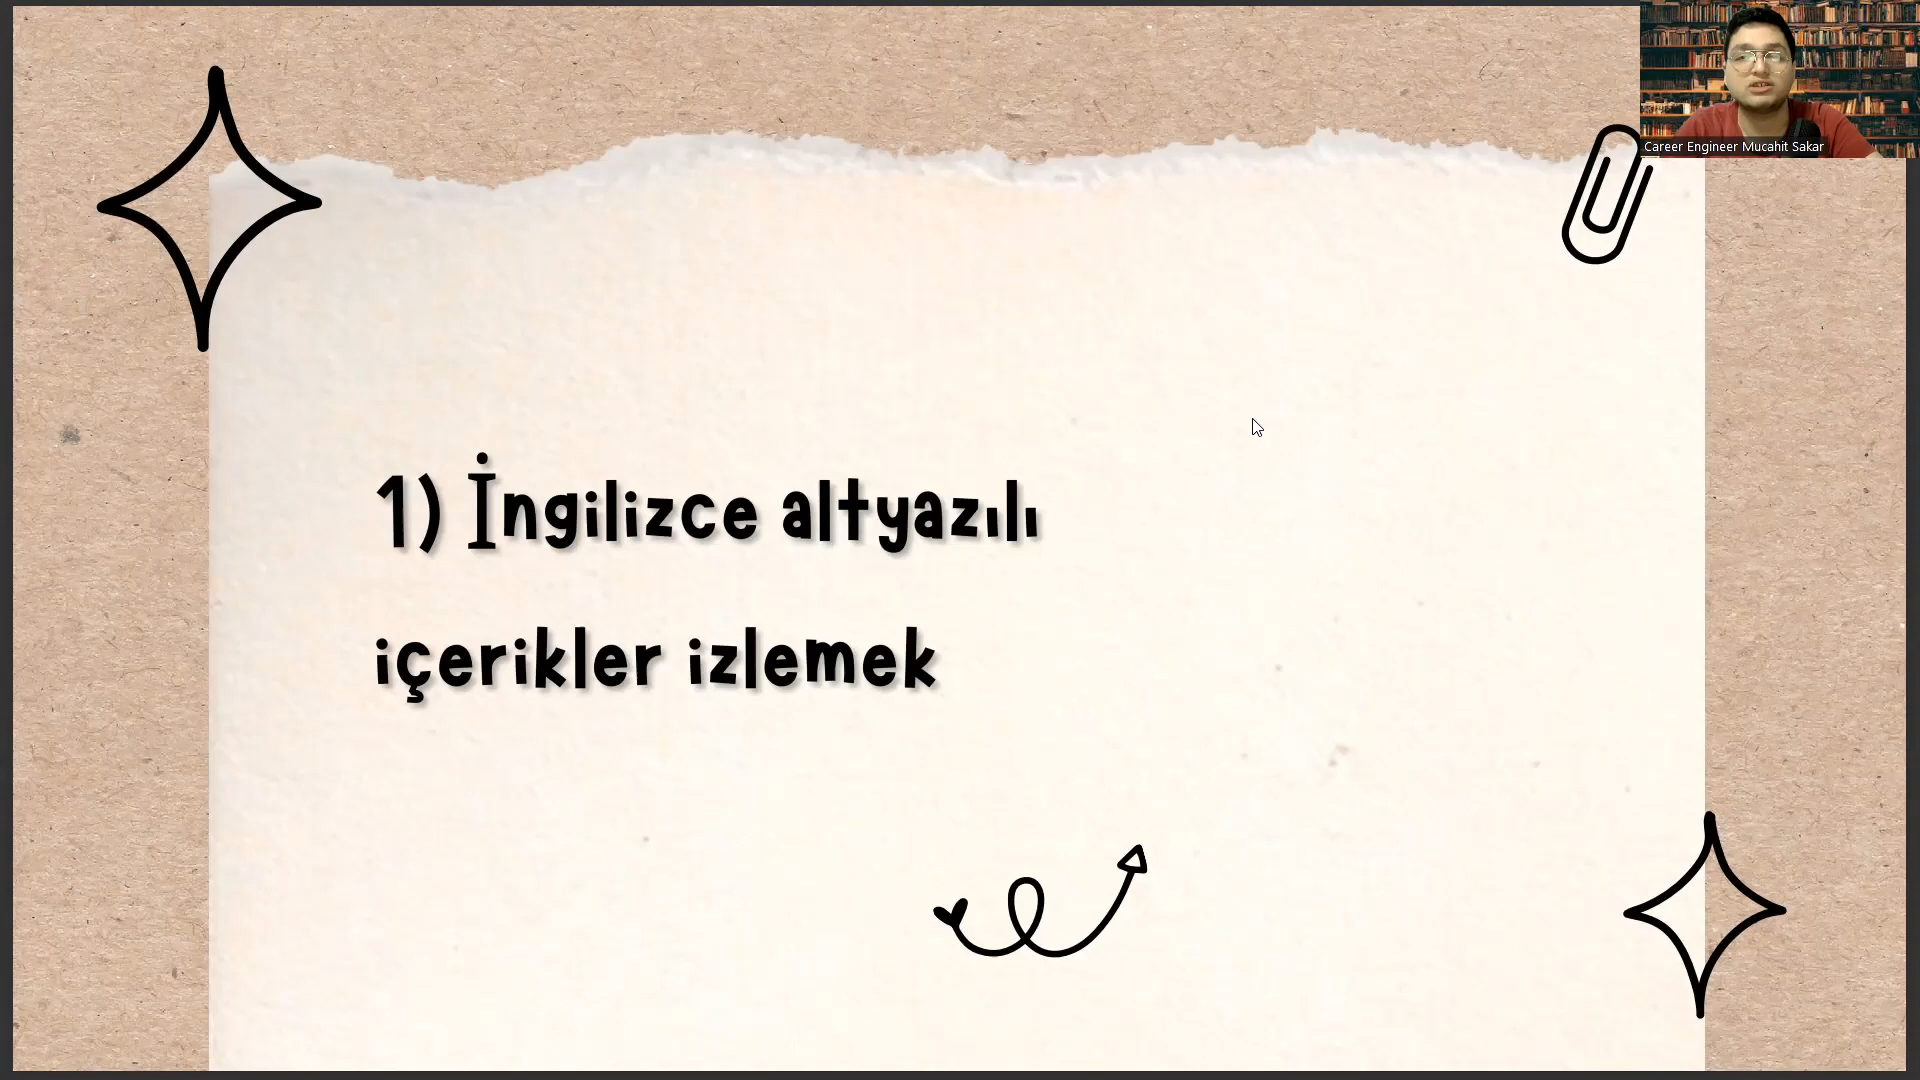 Career Engineer Mucahit Sakar
1) İngilizce altyazılı
içerikler izlemek